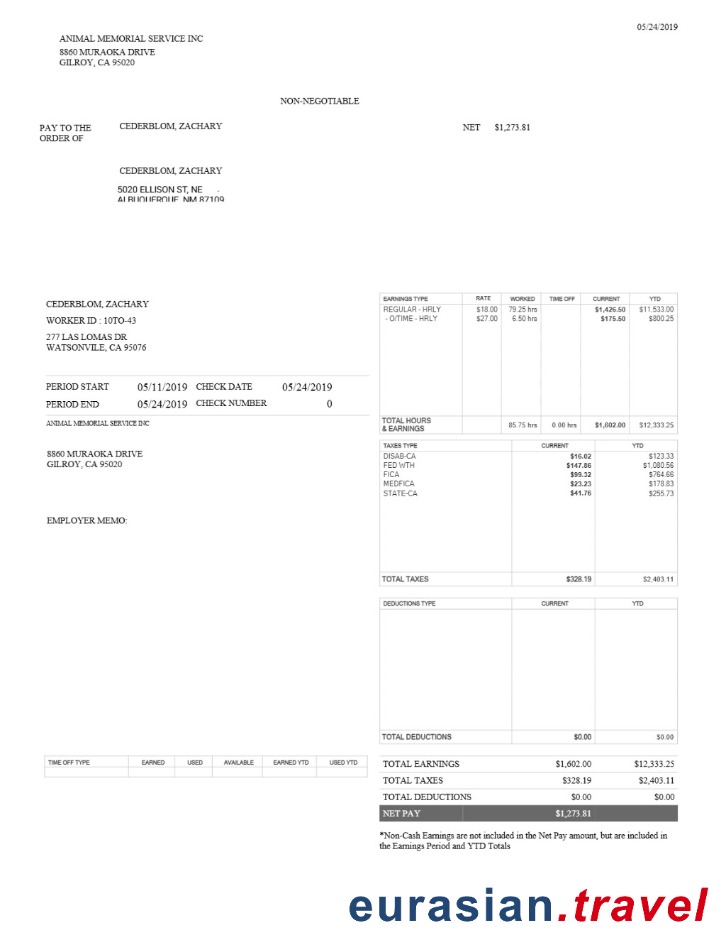 05/24/2019
ANIMAL MEMORIAL SERVICE INC
8860 MURAOKA DRIVE
GILROY, CA 95020
NON-NEGOTIABLE
PAY TO THE ORDER OF
CEDERBLOM, ZACHARY
NET $1,273.81
CEDERBLOM, ZACHARY
5020 ELLISON ST, NE
ALBUQUERQUE, NM 87109
CEDERBLOM, ZACHARY
WORKER ID : 10TO-43
277 LAS LOMAS DR
WATSONVILE, CA 95076
PERIOD START 05/11/2019 CHECK DATE 05/24/2019
PERIOD END 05/24/2019 CHECK NUMBER 0
ANIMAL MEMORIAL SERVICE INC
8860 MURAOKA DRIVE
GILROY, CA 95020
EMPLOYER MEMO:
EARNINGS TYPE RATE WORKED TIME OFF CURRENT YTD
REGULAR - HRLY $18.00 79.25 hrs $1,426.50 $11,533.00
- O/TIME - HRLY $27.00 6.50 hrs $175.50 $800.25
TOTAL HOURS
& EARNINGS 85.75 hrs 0.00 hrs $1,602.00 $12,333.25
TAXES TYPE CURRENT YTD
DISAB-CA $16.02 $123.33
FED WTH $147.86 $1,080.56
FICA $99.32 $764.66
MEDFICA $23.23 $178.83
STATE-CA $41.76 $255.73
TOTAL TAXES $328.19 $2,403.11
DEDUCTIONS TYPE CURRENT YTD
TOTAL DEDUCTIONS $0.00 $0.00
TIME OFF TYPE EARNED USED AVAILABLE EARNED YTD USED YTD
TOTAL EARNINGS $1,602.00 $12,333.25
TOTAL TAXES $328.19 $2,403.11
TOTAL DEDUCTIONS $0.00 $0.00
NET PAY $1,273.81
*Non-Cash Earnings are not included in the Net Pay amount, but are included in
the Earnings Period and YTD Totals
eurasian.travel